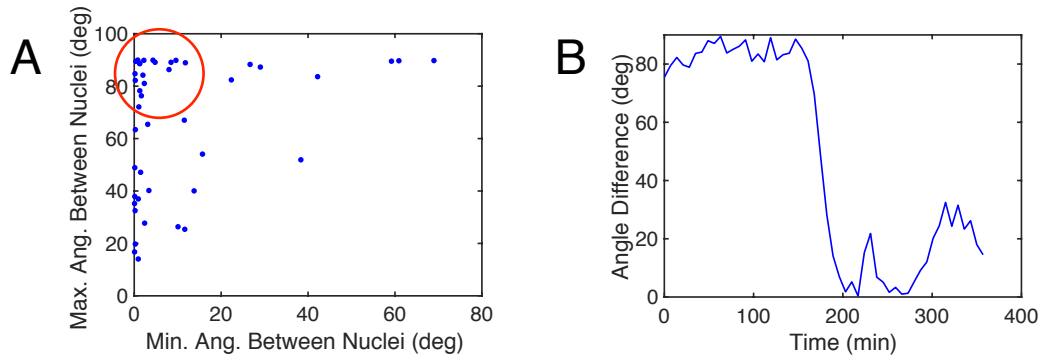 A
Max. Ang. Between Nuclei (deg)
100
80
60
40
20
0
0 20 40 60 80
Min. Ang. Between Nuclei (deg)
B
Angle Difference (deg)
80
60
40
20
0
0 100 200 300 400
Time (min)